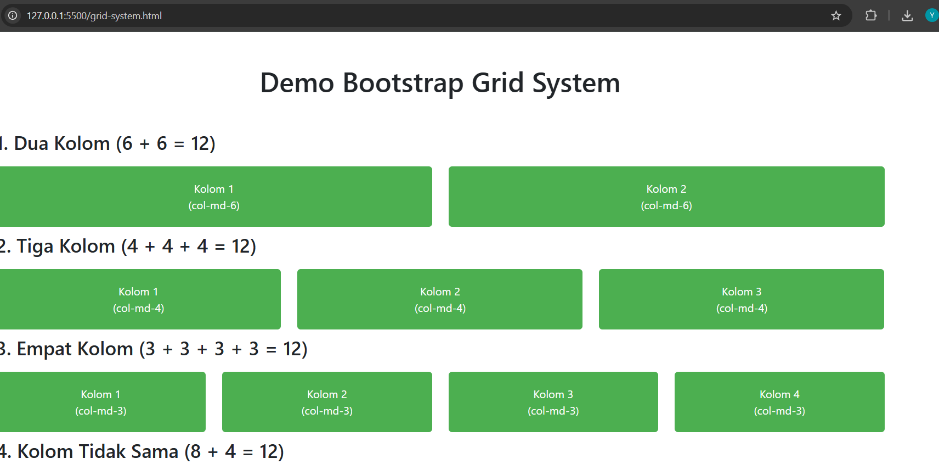 127.0.0.1:5500/grid-system.html
Y
Demo Bootstrap Grid System
1. Dua Kolom (6 + 6 = 12)
Kolom 1
(col-md-6)
Kolom 2
(col-md-6)
2. Tiga Kolom (4 + 4 + 4 = 12)
Kolom 1
(col-md-4)
Kolom 2
(col-md-4)
Kolom 3
(col-md-4)
3. Empat Kolom (3 + 3 + 3 + 3 = 12)
Kolom 1
(col-md-3)
Kolom 2
(col-md-3)
Kolom 3
(col-md-3)
Kolom 4
(col-md-3)
4. Kolom Tidak Sama (8 + 4 = 12)